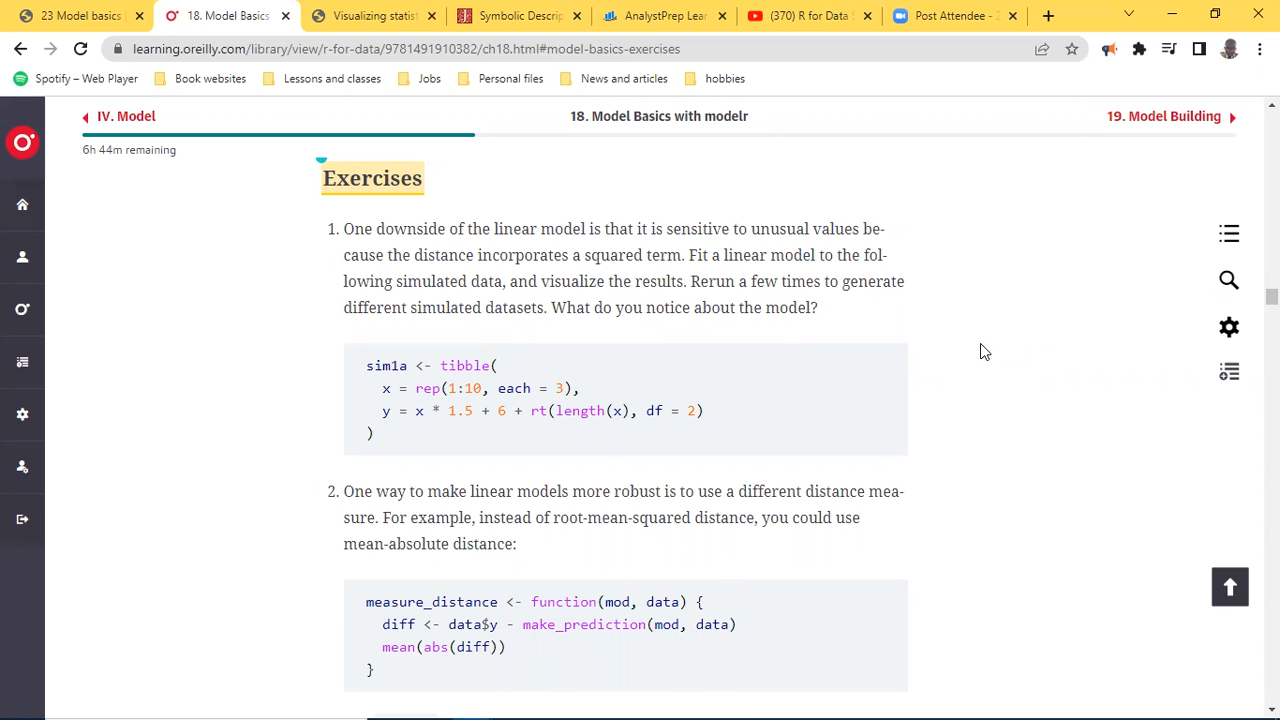 23 Model basics
18. Model Basics
Visualizing statist
Symbolic Descrip
AnalystPrep Lear
(370) R for Data
Post Attendee - Z
learning.oreilly.com/library/view/r-for-data/9781491910382/ch18.html#model-basics-exercises
Spotify – Web Player
Book websites
Lessons and classes
Jobs
Personal files
News and articles
hobbies
IV. Model
18. Model Basics with modelr
19. Model Building
6h 44m remaining
Exercises
1. One downside of the linear model is that it is sensitive to unusual values be-
cause the distance incorporates a squared term. Fit a linear model to the fol-
lowing simulated data, and visualize the results. Rerun a few times to generate
different simulated datasets. What do you notice about the model?
sim1a <- tibble(
x = rep(1:10, each = 3),
y = x * 1.5 + 6 + rt(length(x), df = 2)
)
2. One way to make linear models more robust is to use a different distance mea-
sure. For example, instead of root-mean-squared distance, you could use
mean-absolute distance:
measure_distance <- function(mod, data) {
diff <- data$y - make_prediction(mod, data)
mean(abs(diff))
}